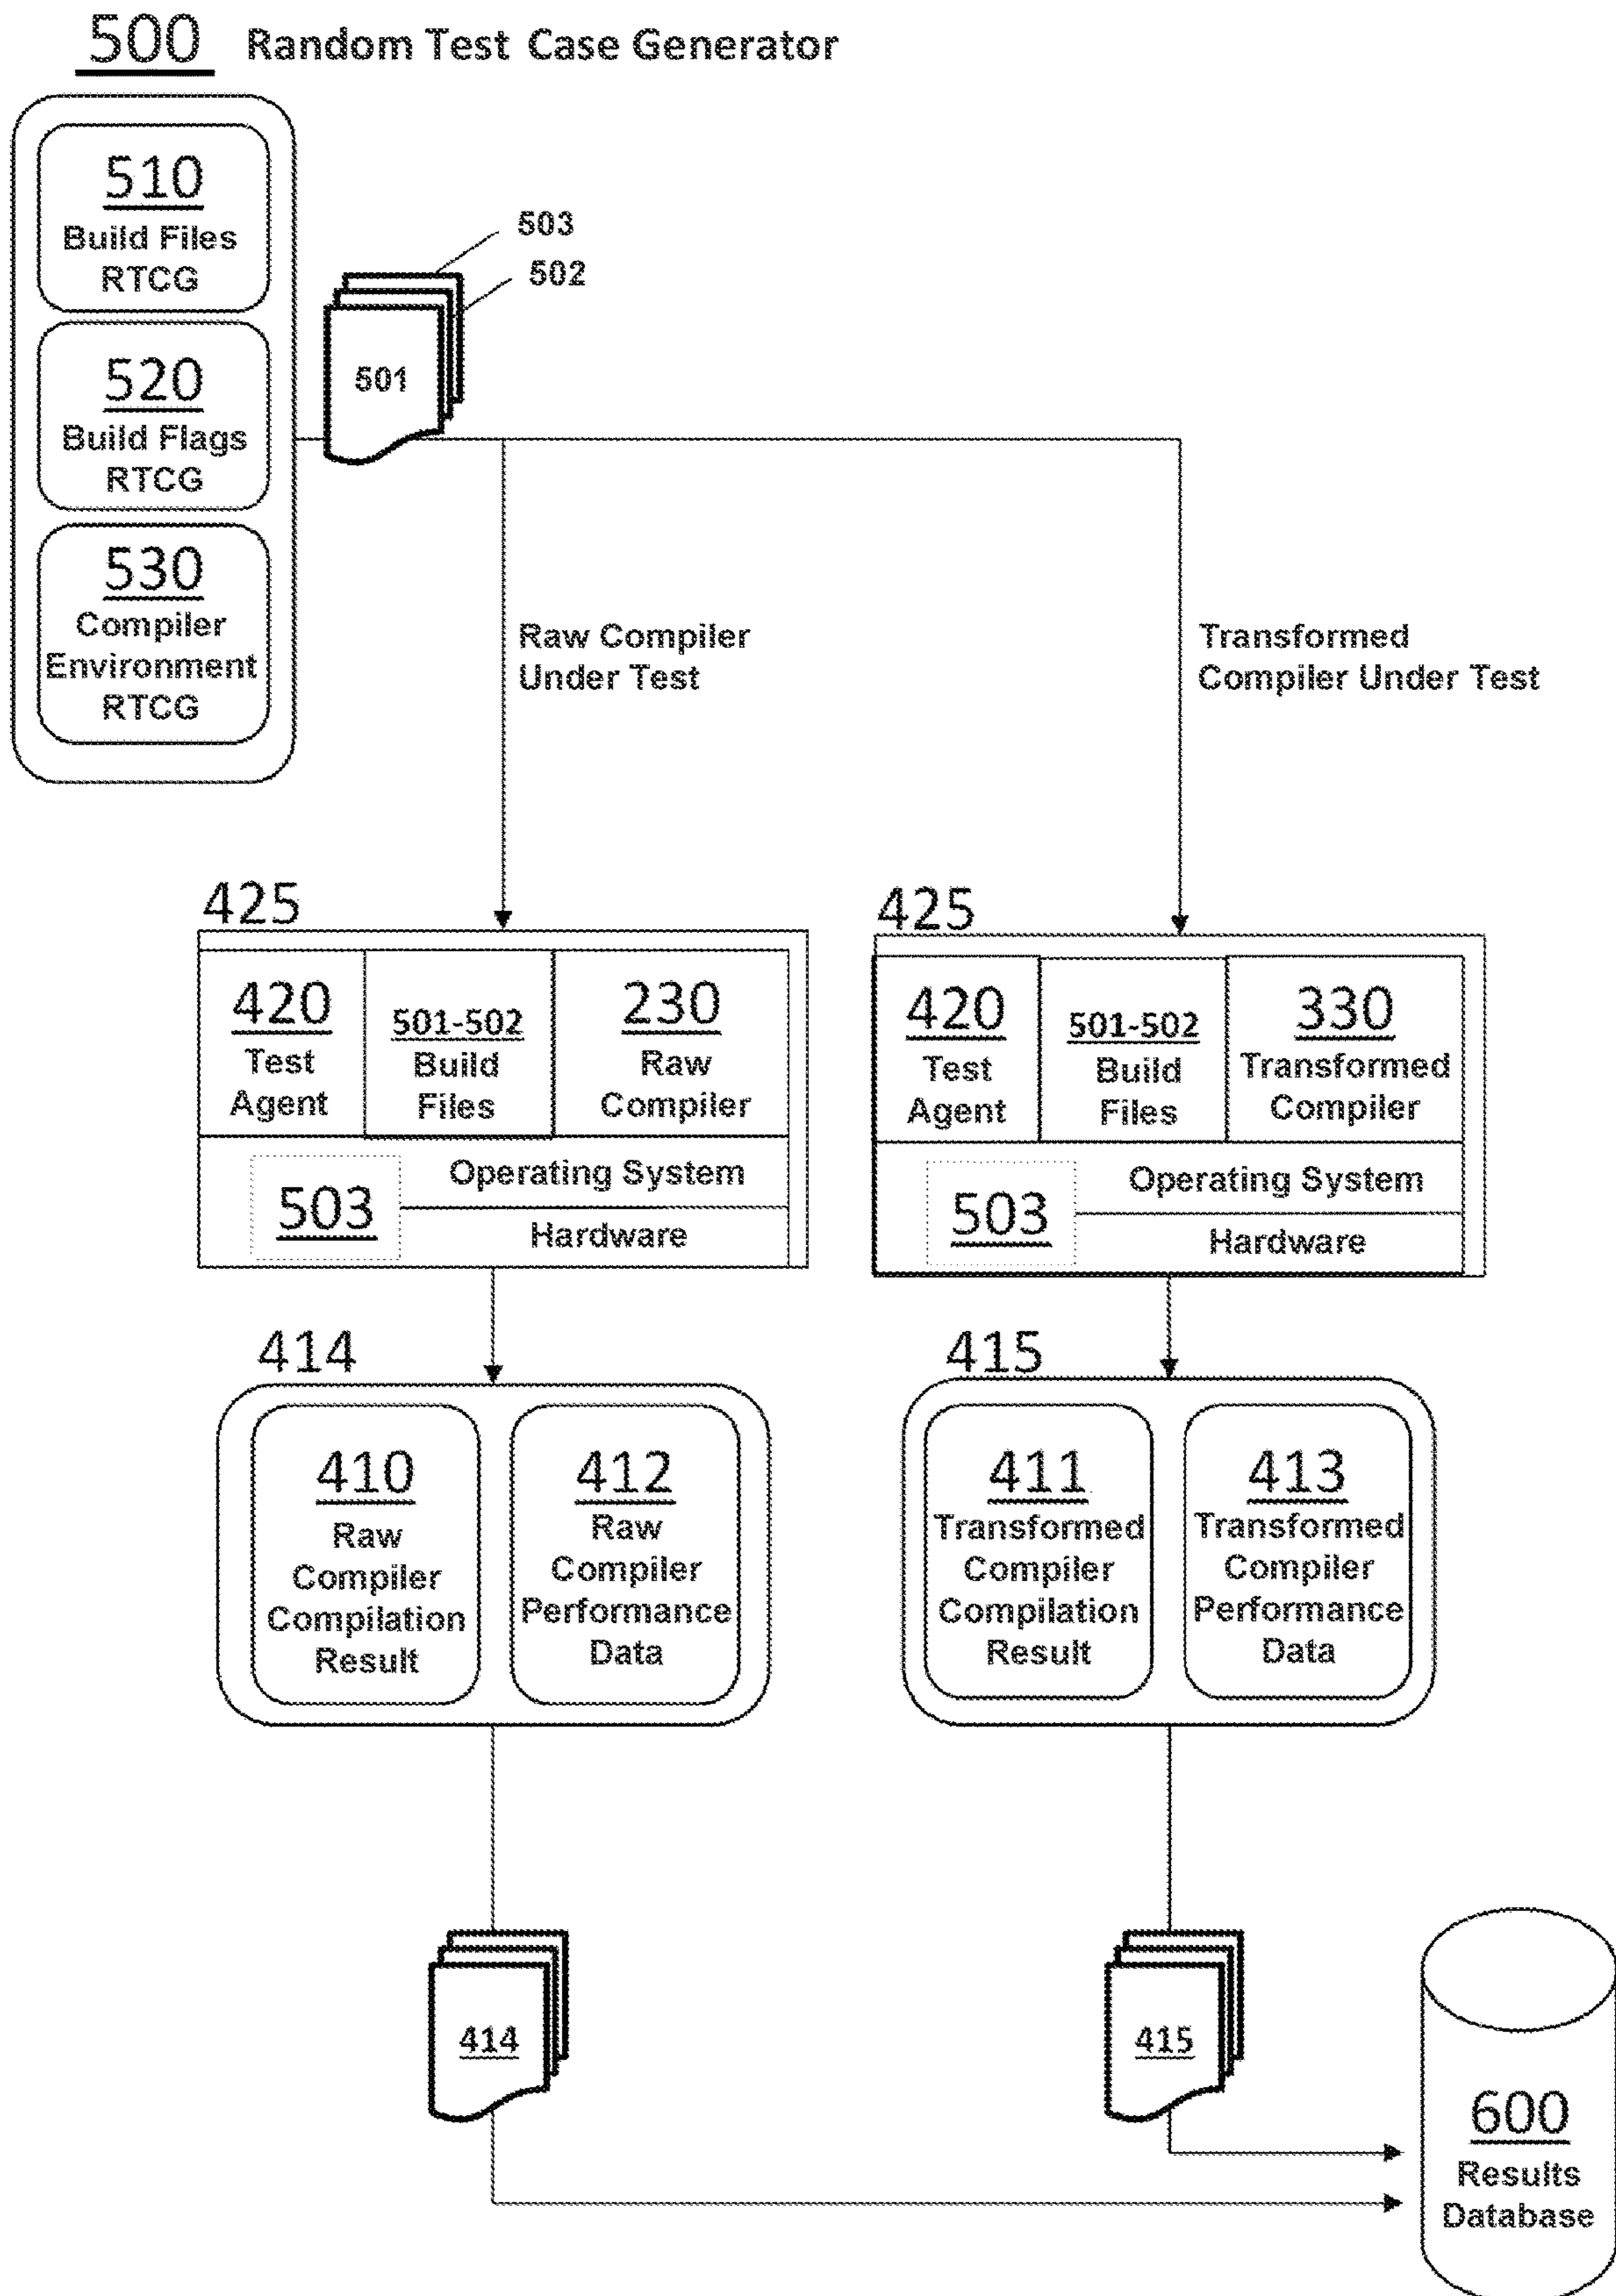 500 Random Test Case Generator
510
Build Files
RTCG
520
Build Flags
RTCG
530
Compiler
Environment
RTCG
503
502
501
Raw Compiler
Under Test
Transformed
Compiler Under Test
425
420
Test
Agent
501-502
Build
Files
230
Raw
Compiler
503
Operating System
Hardware
425
420
Test
Agent
501-502
Build
Files
330
Transformed
Compiler
503
Operating System
Hardware
414
410
Raw
Compiler
Compilation
Result
412
Raw
Compiler
Performance
Data
415
411
Transformed
Compiler
Compilation
Result
413
Transformed
Compiler
Performance
Data
414
415
600
Results
Database